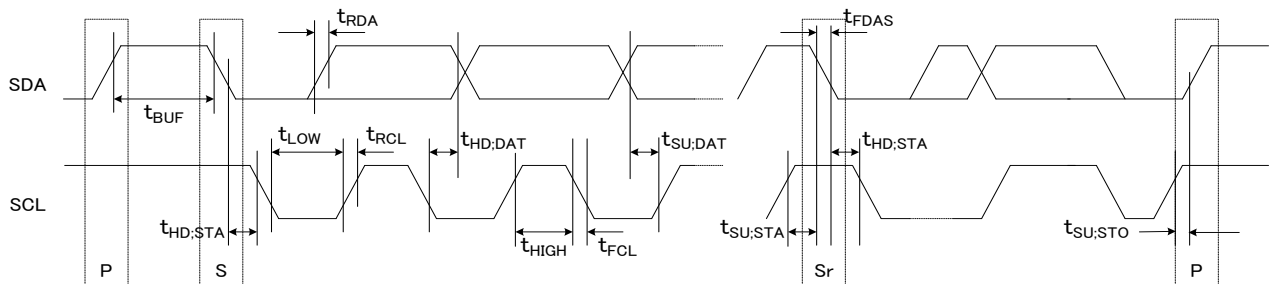 tRDA
tFDAS
SDA
tBUF
tLOW
tRCL
tHD;DAT
tSU;DAT
tHD;STA
SCL
tHD;STA
tHIGH
tFCL
tSU;STA
tSU;STO
P
S
Sr
P